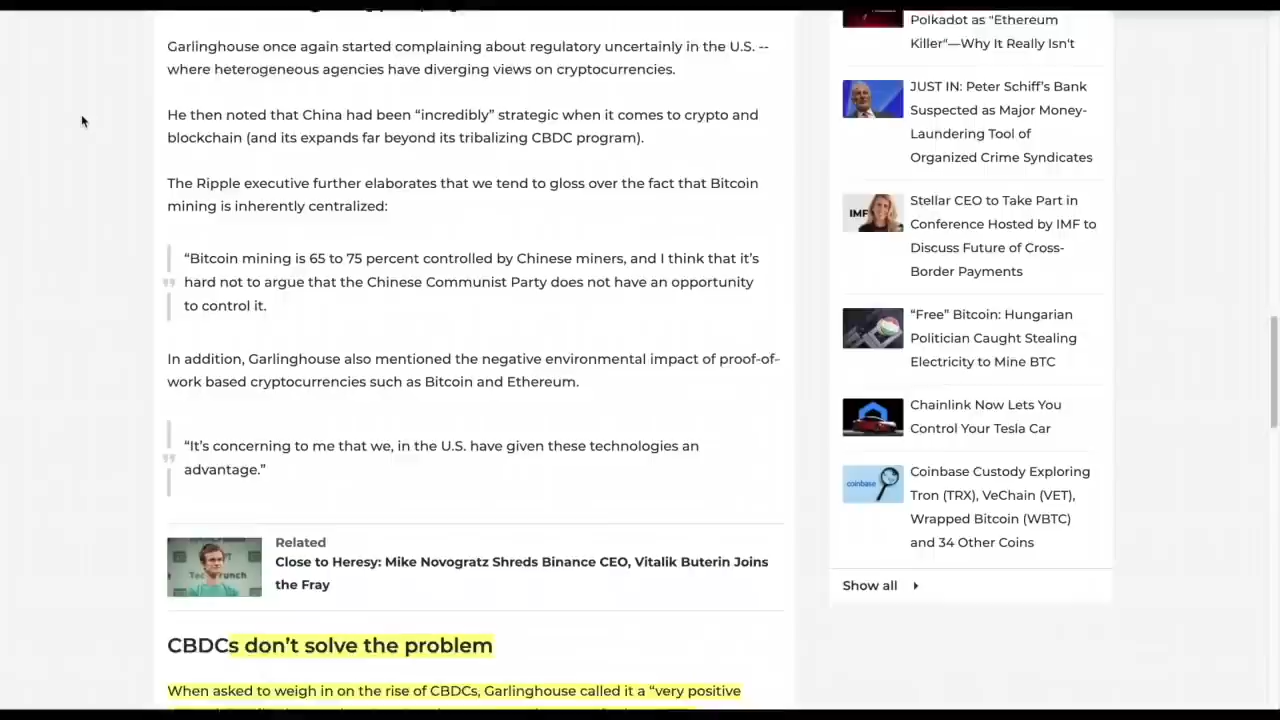 Garlinghouse once again started complaining about regulatory uncertainly in the U.S. --
where heterogeneous agencies have diverging views on cryptocurrencies.
He then noted that China had been “incredibly” strategic when it comes to crypto and
blockchain (and its expands far beyond its tribalizing CBDC program).
The Ripple executive further elaborates that we tend to gloss over the fact that Bitcoin
mining is inherently centralized:
“Bitcoin mining is 65 to 75 percent controlled by Chinese miners, and I think that it’s
hard not to argue that the Chinese Communist Party does not have an opportunity
to control it.
In addition, Garlinghouse also mentioned the negative environmental impact of proof-of-
work based cryptocurrencies such as Bitcoin and Ethereum.
“It’s concerning to me that we, in the U.S. have given these technologies an
advantage.”
Related
Close to Heresy: Mike Novogratz Shreds Binance CEO, Vitalik Buterin Joins
the Fray
CBDCs don’t solve the problem
When asked to weigh in on the rise of CBDCs, Garlinghouse called it a “very positive
Polkadot as “Ethereum
Killer”—Why It Really Isn't
JUST IN: Peter Schiff’s Bank
Suspected as Major Money-
Laundering Tool of
Organized Crime Syndicates
IMF
Stellar CEO to Take Part in
Conference Hosted by IMF to
Discuss Future of Cross-
Border Payments
“Free” Bitcoin: Hungarian
Politician Caught Stealing
Electricity to Mine BTC
Chainlink Now Lets You
Control Your Tesla Car
coinbase
Coinbase Custody Exploring
Tron (TRX), VeChain (VET),
Wrapped Bitcoin (WBTC)
and 34 Other Coins
Show all